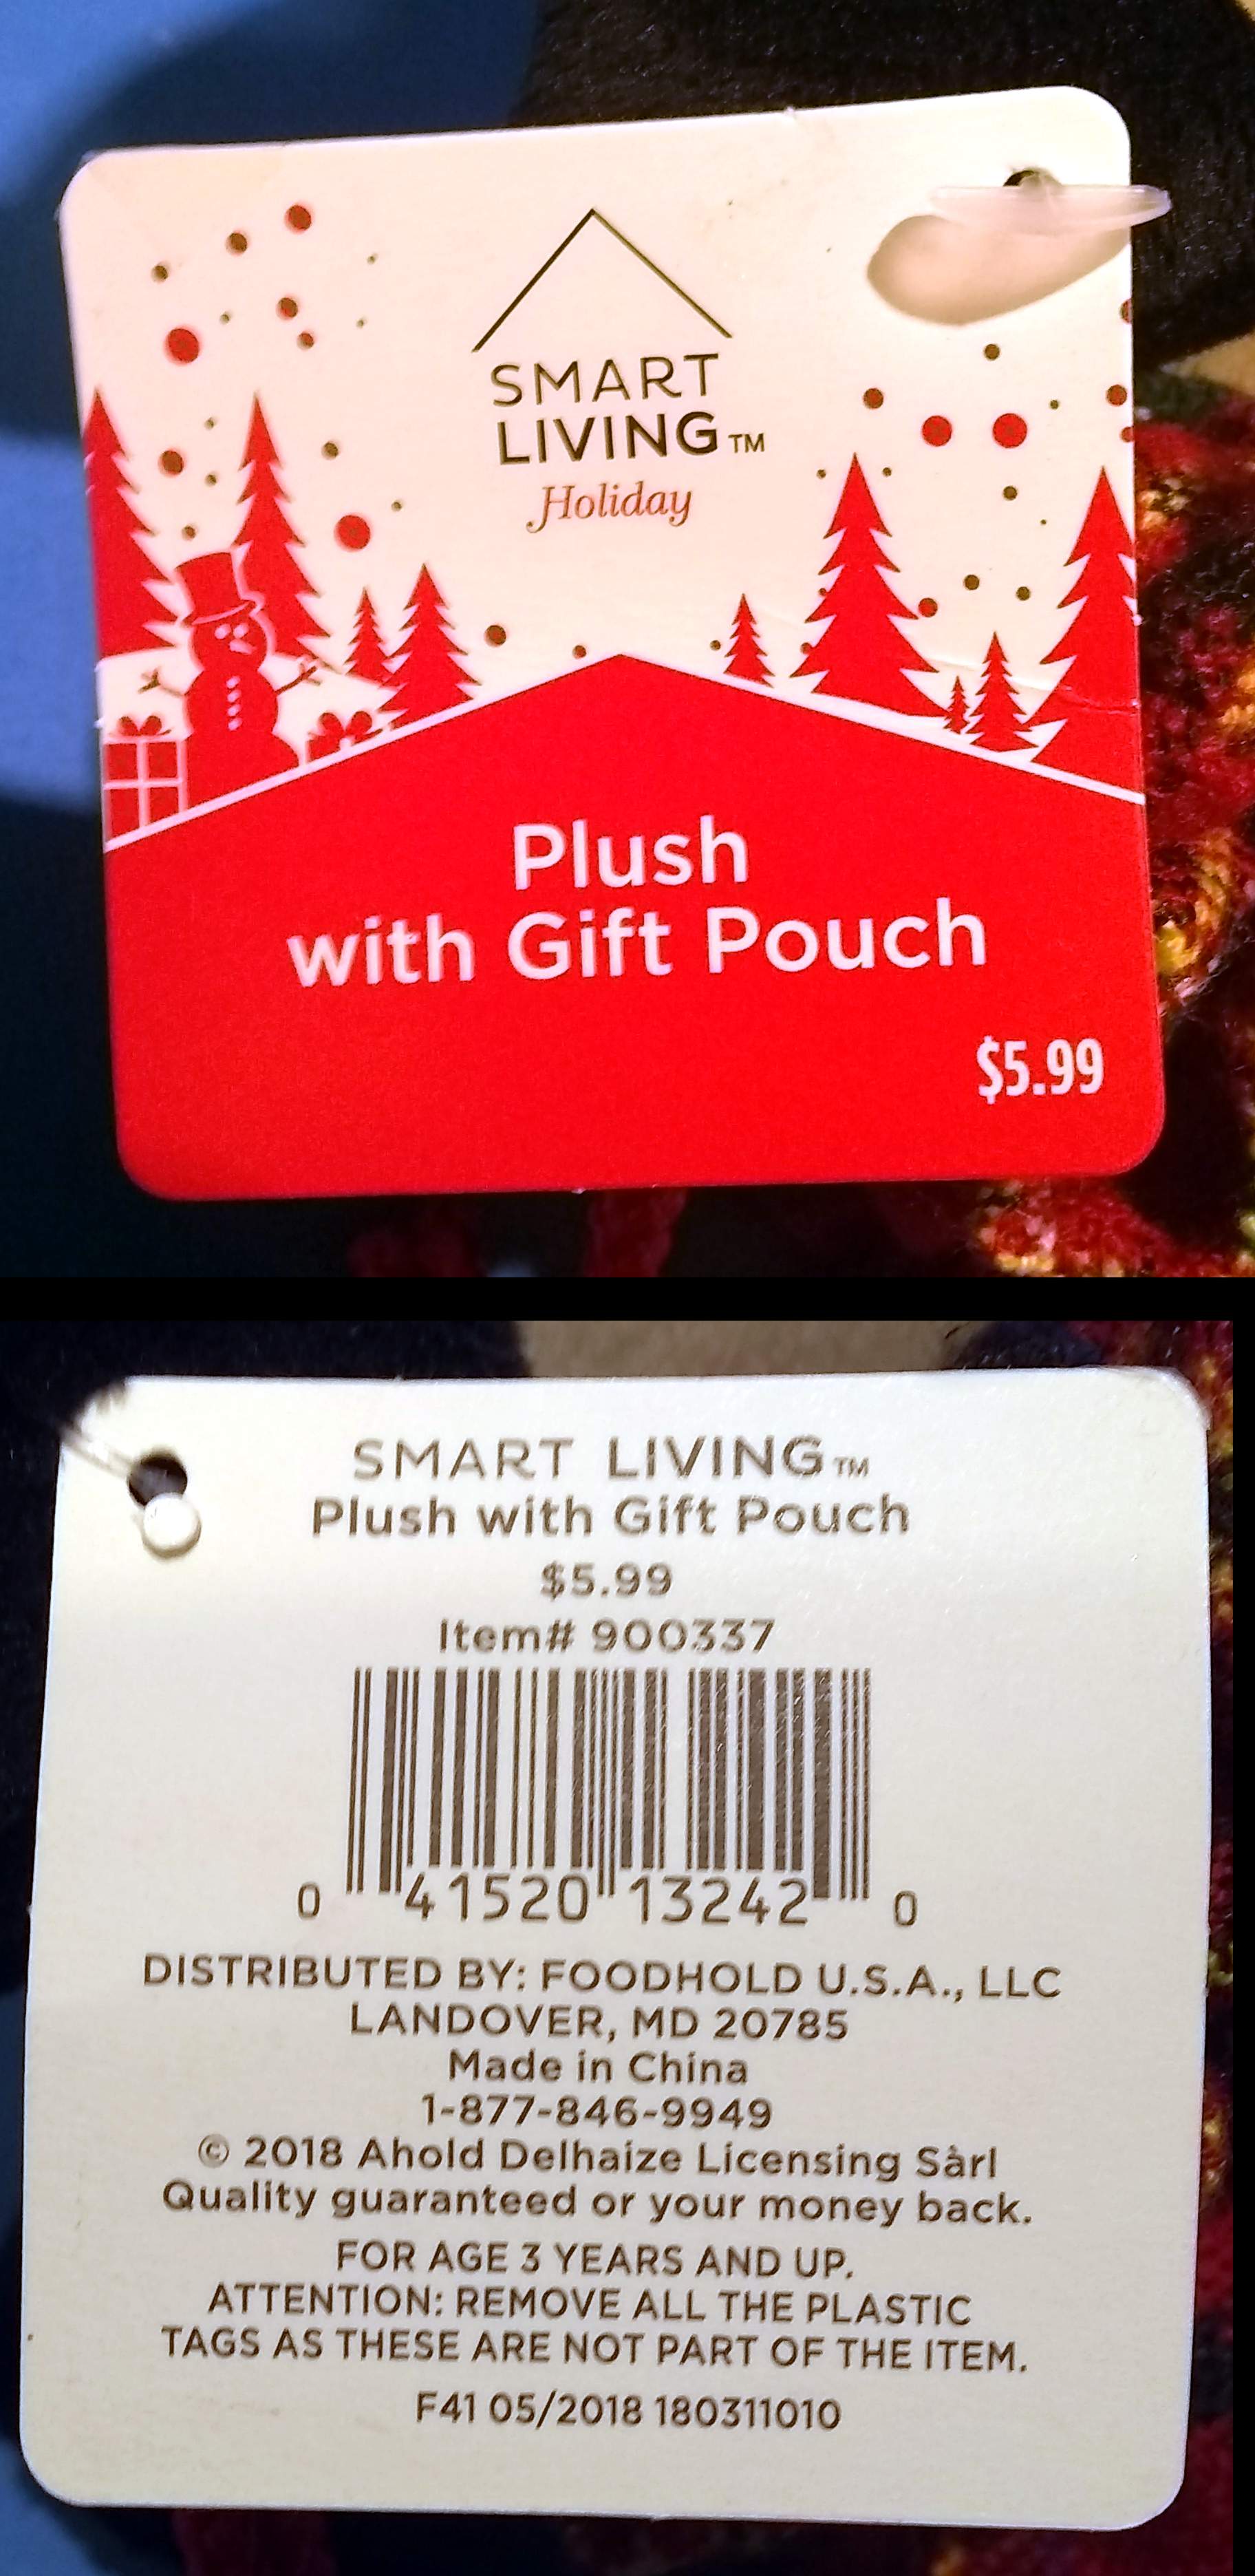 SMART
LIVING™
Holiday
Plush
with Gift Pouch
$5.99
SMART LIVING™
Plush with Gift Pouch
$5.99
Item# 900337
0 41520 13242 0
DISTRIBUTED BY: FOODHOLD U.S.A., LLC
LANDOVER, MD 20785
Made in China
1-877-846-9949
© 2018 Ahold Delhaize Licensing Sàrl
Quality guaranteed or your money back.
FOR AGE 3 YEARS AND UP.
ATTENTION: REMOVE ALL THE PLASTIC
TAGS AS THESE ARE NOT PART OF THE ITEM.
F41 05/2018 180311010